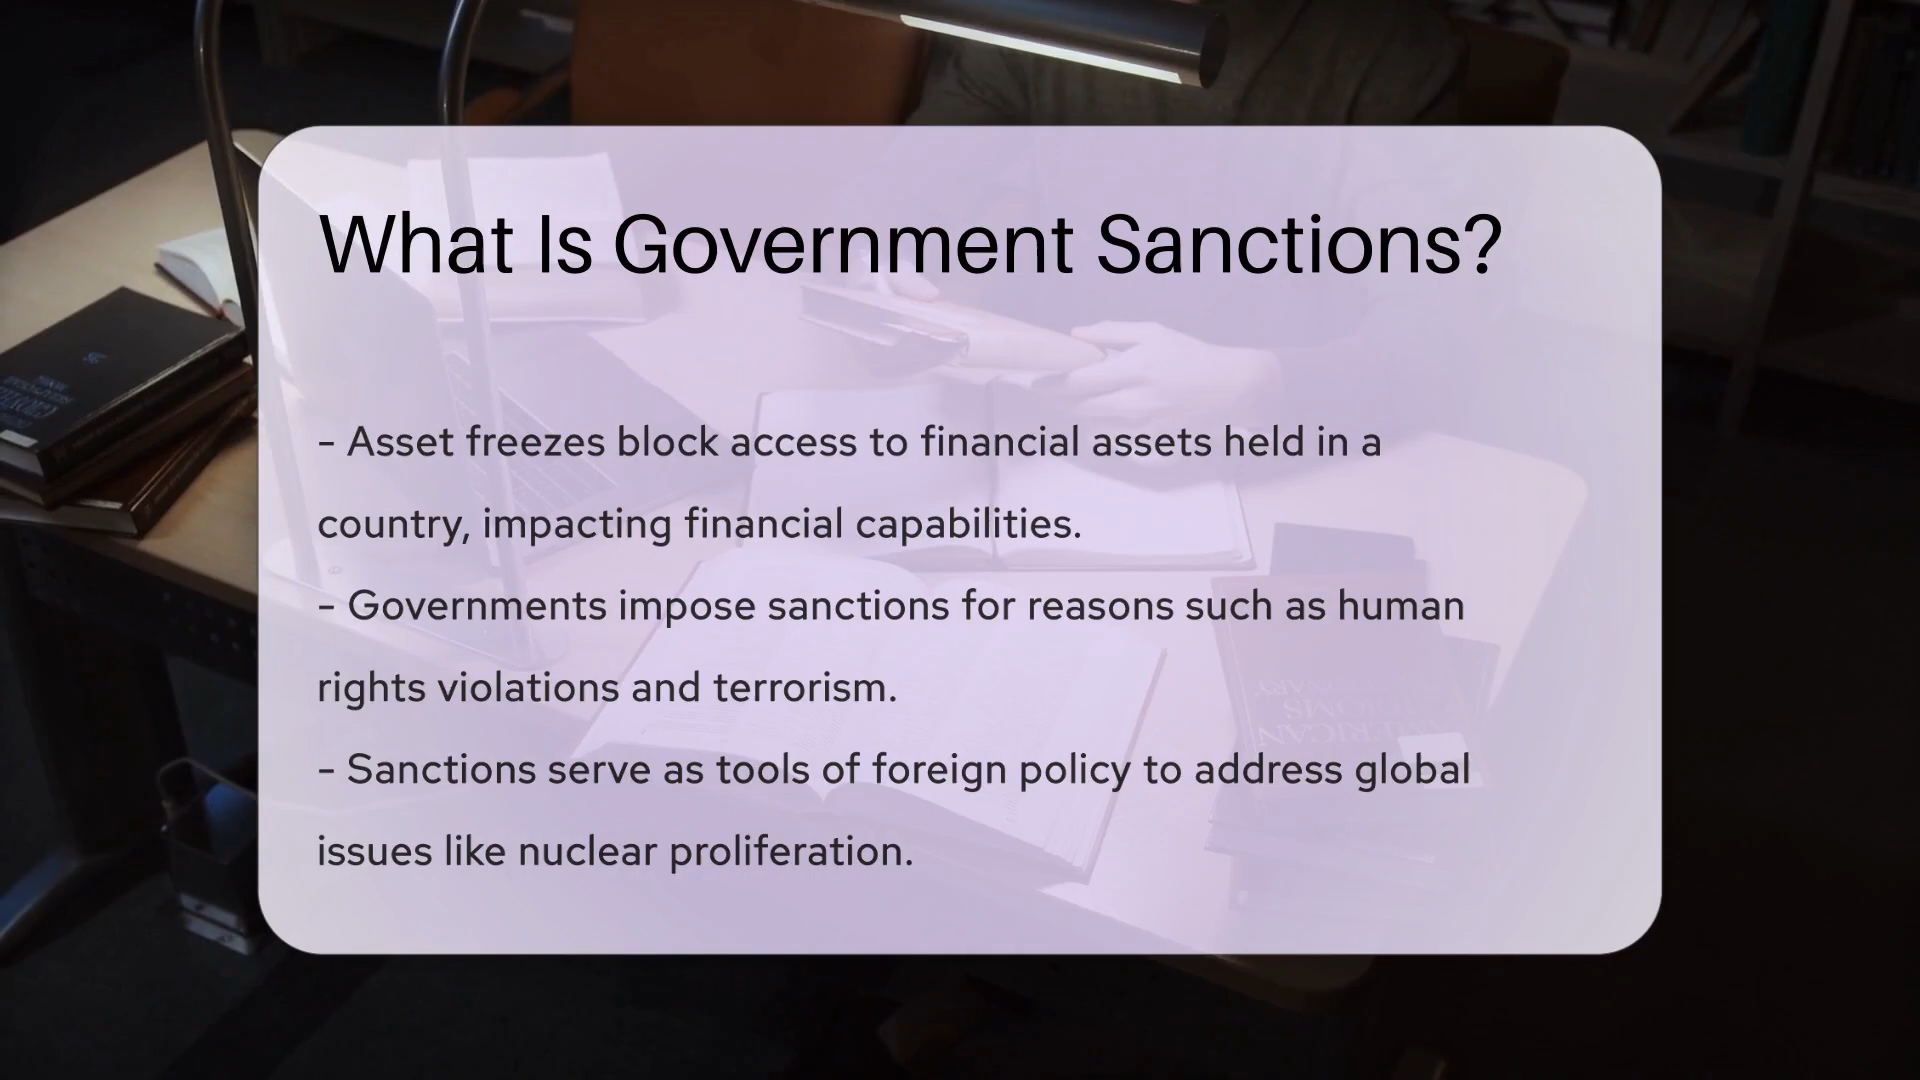 What Is Government Sanctions?
– Asset freezes block access to financial assets held in a
country, impacting financial capabilities.
– Governments impose sanctions for reasons such as human
rights violations and terrorism.
– Sanctions serve as tools of foreign policy to address global
issues like nuclear proliferation.